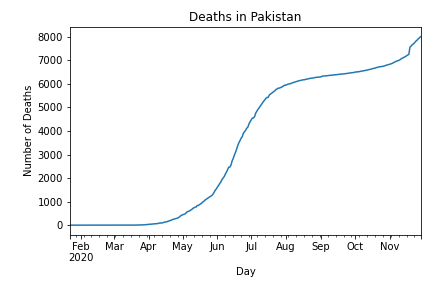 Deaths in Pakistan
8000
7000
6000
5000
4000
3000
2000
1000
0
Number of Deaths
Feb Mar Apr May Jun Jul Aug Sep Oct Nov
2020
Day